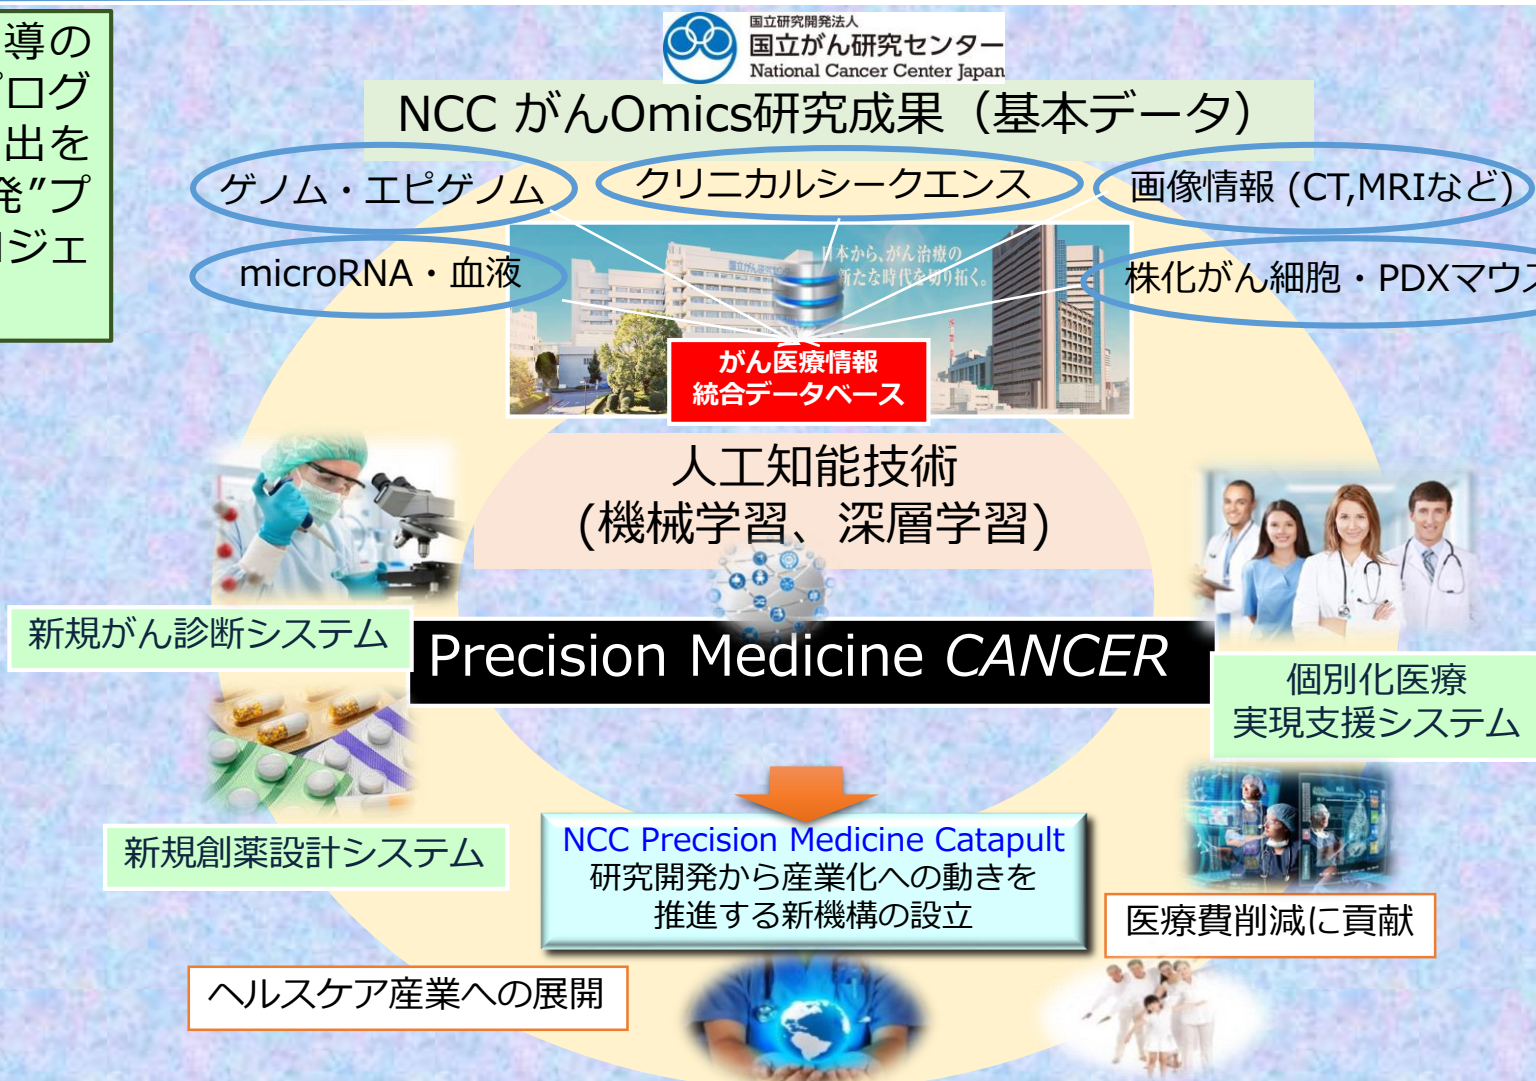 導の
プログ
出を
発”プ
ロジェ
国立研究開発法人
国立がん研究センター
National Cancer Center Japan
NCC がんOmics研究成果（基本データ）
ゲノム・エピゲノム
クリニカルシークエンス
画像情報 (CT,MRIなど)
microRNA・血液
日本から、がん治療の
新たな時代を切り拓く。
株化がん細胞・PDXマウス
がん医療情報
統合データベース
人工知能技術
(機械学習、深層学習)
新規がん診断システム
Precision Medicine CANCER
個別化医療
実現支援システム
新規創薬設計システム
NCC Precision Medicine Catapult
研究開発から産業化への動きを
推進する新機構の設立
医療費削減に貢献
ヘルスケア産業への展開